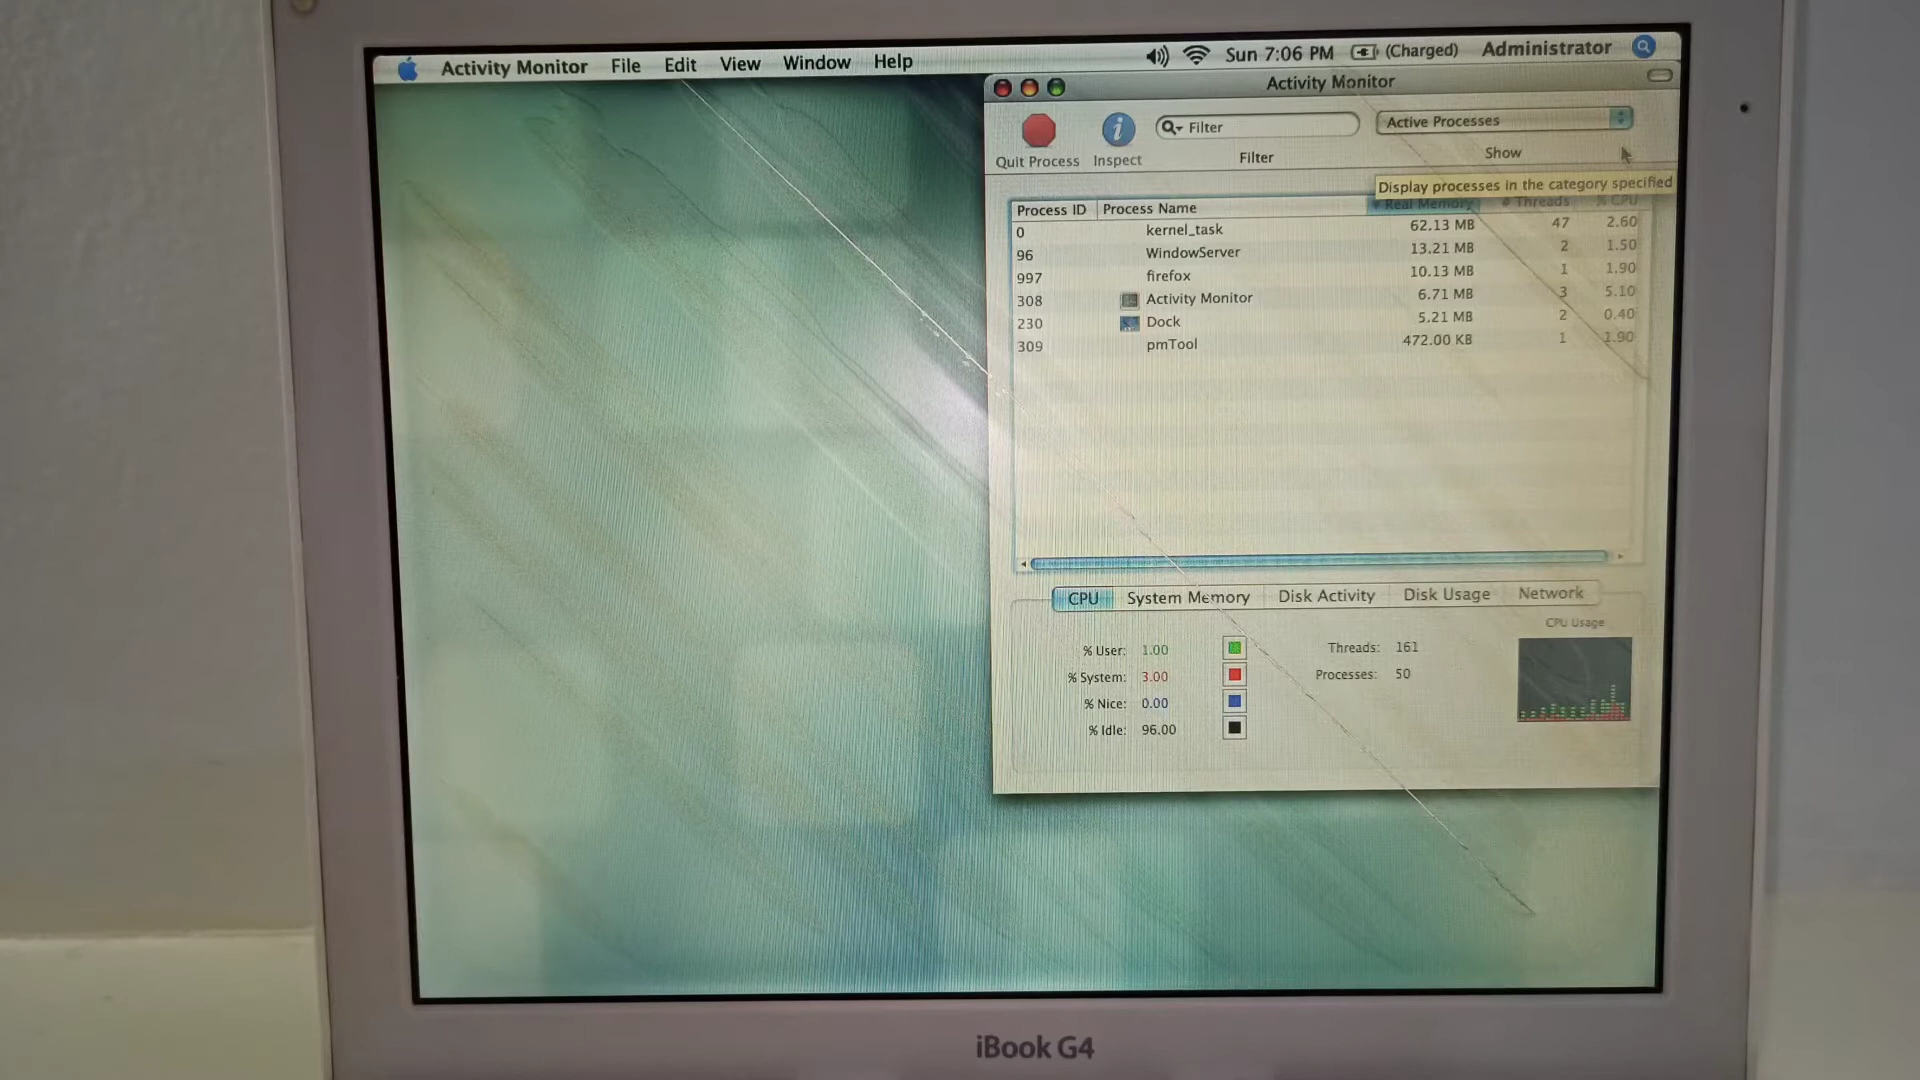 Activity Monitor File Edit View Window Help Sun 7:06 PM (Charged) Administrator
Activity Monitor
Filter Active Processes
Quit Process Inspect Filter Show
Display processes in the category specified
Process ID Process Name Real Memory # Threads % CPU
0 kernel_task 62.13 MB 47 2.60
96 WindowServer 13.21 MB 2 1.50
997 firefox 10.13 MB 1 1.90
308 Activity Monitor 6.71 MB 3 5.10
230 Dock 5.21 MB 2 0.40
309 pmTool 472.00 KB 1 1.90
CPU System Memory Disk Activity Disk Usage Network
CPU Usage
% User: 1.00 Threads: 161
% System: 3.00 Processes: 50
% Nice: 0.00
% Idle: 96.00
iBook G4